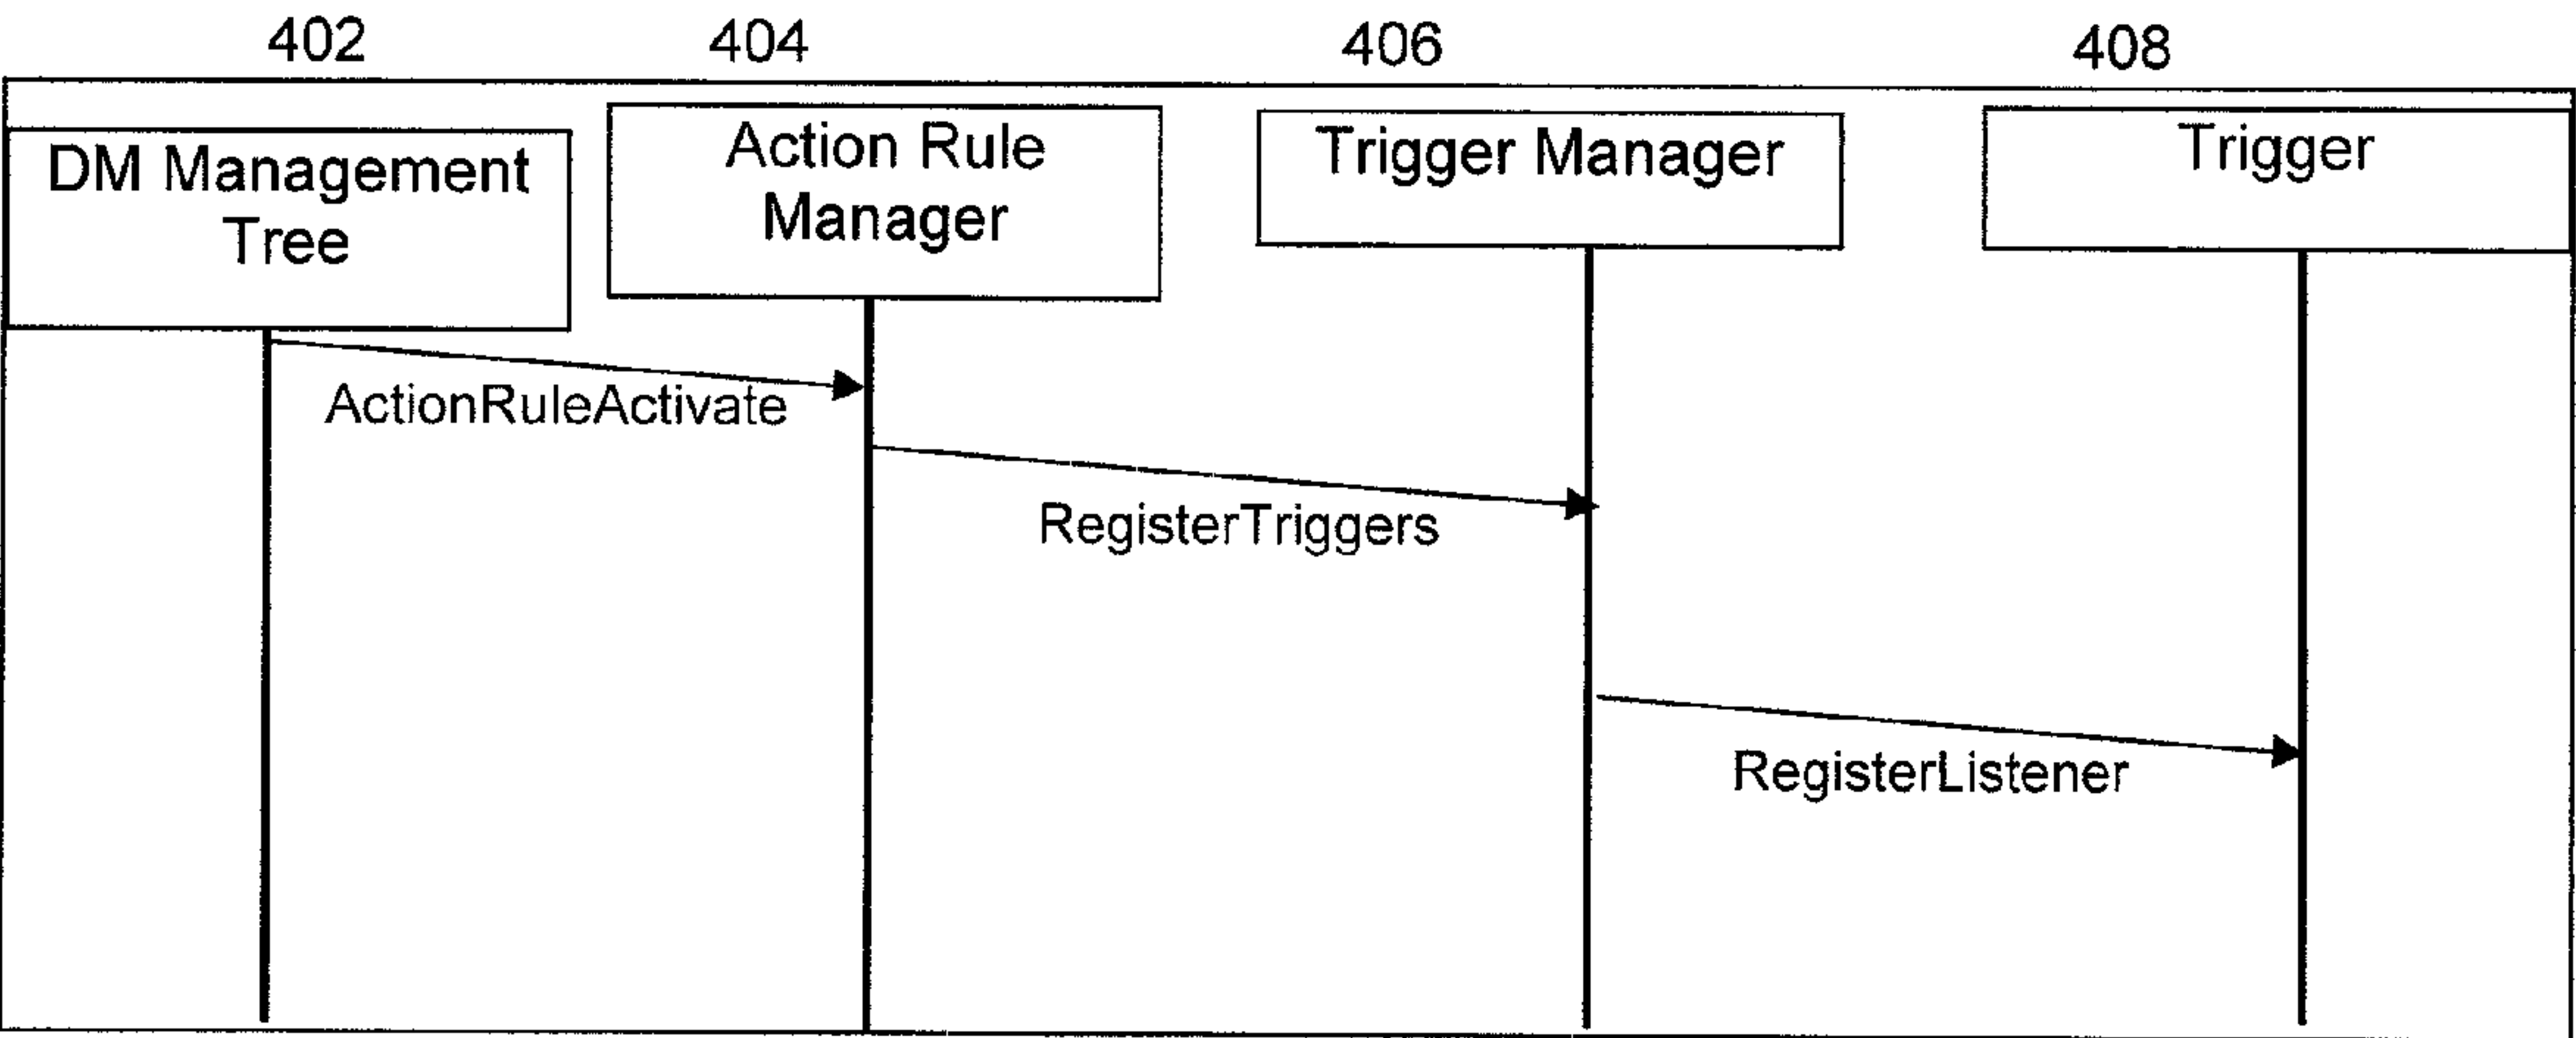 402
404
406
408
DM Management
Tree
Action Rule
Manager
Trigger Manager
Trigger
ActionRuleActivate
RegisterTriggers
RegisterListener